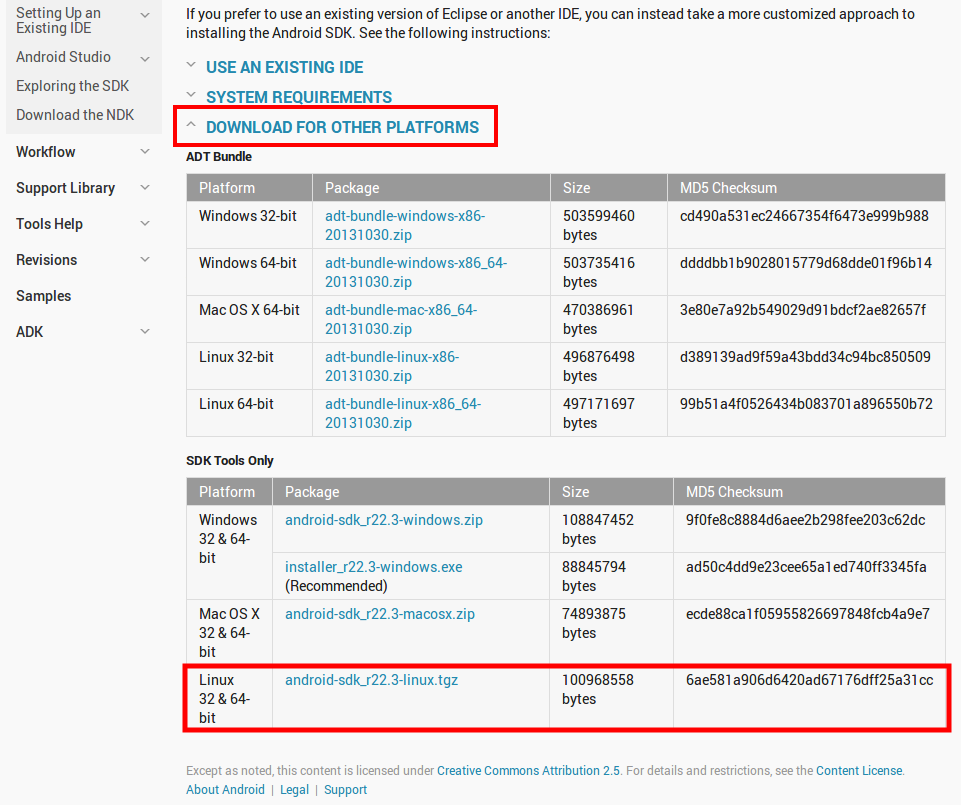 Setting Up an
Existing IDE
Android Studio
Exploring the SDK
Download the NDK
Workflow
Support Library
Tools Help
Revisions
Samples
ADK
If you prefer to use an existing version of Eclipse or another IDE, you can instead take a more customized approach to
installing the Android SDK. See the following instructions:
USE AN EXISTING IDE
SYSTEM REQUIREMENTS
DOWNLOAD FOR OTHER PLATFORMS
ADT Bundle
Platform Package Size MD5 Checksum
Windows 32-bit adt-bundle-windows-x86- 503599460 cd490a531ec24667354f6473e999b988
20131030.zip bytes
Windows 64-bit adt-bundle-windows-x86_64- 503735416 ddddbb1b9028015779d68dde01f96b14
20131030.zip bytes
Mac OS X 64-bit adt-bundle-mac-x86_64- 470386961 3e80e7a92b549029d91bdcf2ae82657f
20131030.zip bytes
Linux 32-bit adt-bundle-linux-x86- 496876498 d389139ad9f59a43bdd34c94bc850509
20131030.zip bytes
Linux 64-bit adt-bundle-linux-x86_64- 497171697 99b51a4f0526434b083701a896550b72
20131030.zip bytes
SDK Tools Only
Platform Package Size MD5 Checksum
Windows android-sdk_r22.3-windows.zip 108847452 9f0fe8c8884d6aee2b298fee203c62dc
32 & 64- bytes
bit
installer_r22.3-windows.exe 88845794 ad50c4dd9e23cee65a1ed740ff3345fa
(Recommended) bytes
Mac OS X android-sdk_r22.3-macosx.zip 74893875 ecde88ca1f05955826697848fcb4a9e7
32 & 64- bytes
bit
Linux android-sdk_r22.3-linux.tgz 100968558 6ae581a906d6420ad67176dff25a31cc
32 & 64- bytes
bit
Except as noted, this content is licensed under Creative Commons Attribution 2.5. For details and restrictions, see the Content License.
About Android | Legal | Support